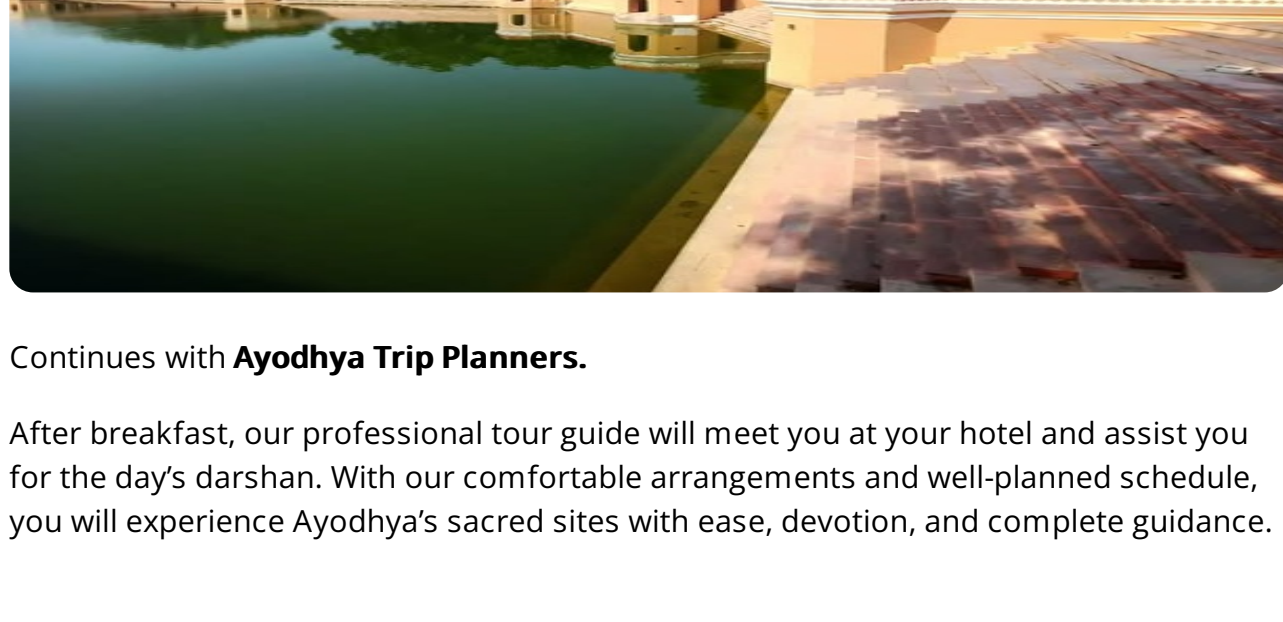 Continues with Ayodhya Trip Planners.
After breakfast, our professional tour guide will meet you at your hotel and assist you
for the day’s darshan. With our comfortable arrangements and well-planned schedule,
you will experience Ayodhya’s sacred sites with ease, devotion, and complete guidance.